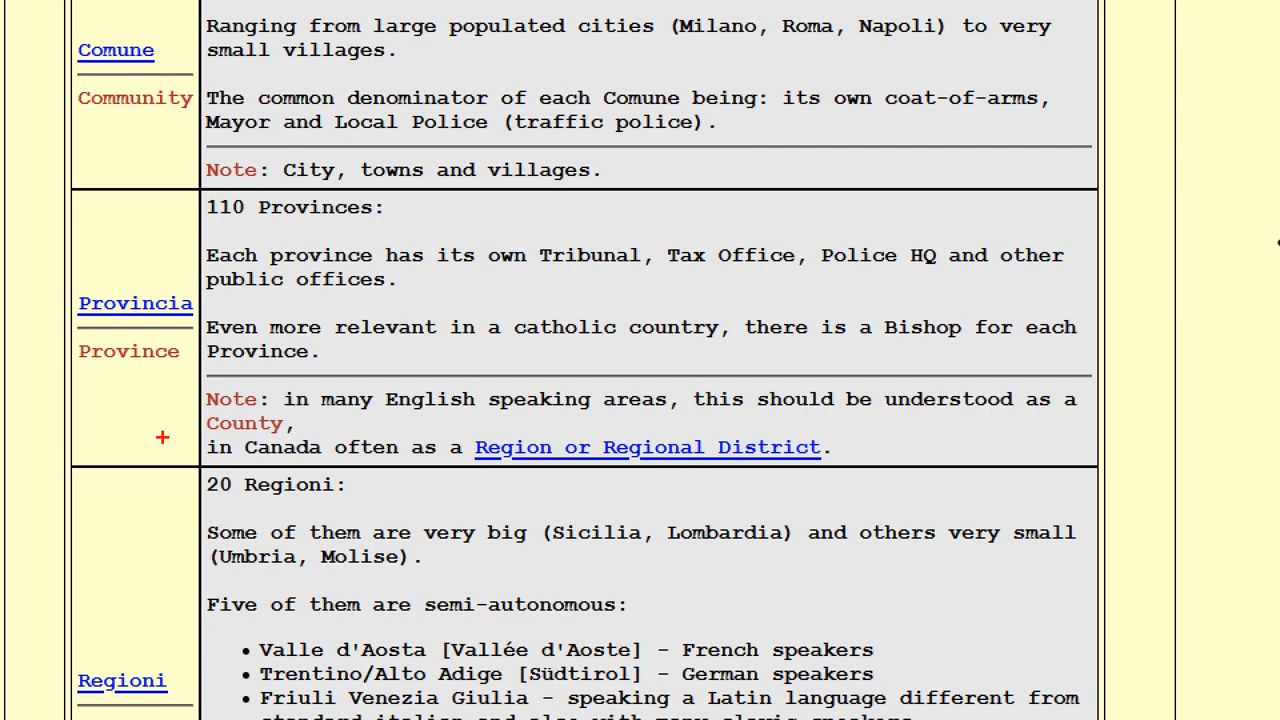 Comune
Community
Ranging from large populated cities (Milano, Roma, Napoli) to very
small villages.
The common denominator of each Comune being: its own coat-of-arms,
Mayor and Local Police (traffic police).
Note: City, towns and villages.
Provincia
Province
110 Provinces:
Each province has its own Tribunal, Tax Office, Police HQ and other
public offices.
Even more relevant in a catholic country, there is a Bishop for each
Province.
Note: in many English speaking areas, this should be understood as a
County,
in Canada often as a Region or Regional District.
Regioni
20 Regioni:
Some of them are very big (Sicilia, Lombardia) and others very small
(Umbria, Molise).
Five of them are semi-autonomous:
• Valle d'Aosta [Vallée d'Aoste] - French speakers
• Trentino/Alto Adige [Südtirol] - German speakers
• Friuli Venezia Giulia - speaking a Latin language different from